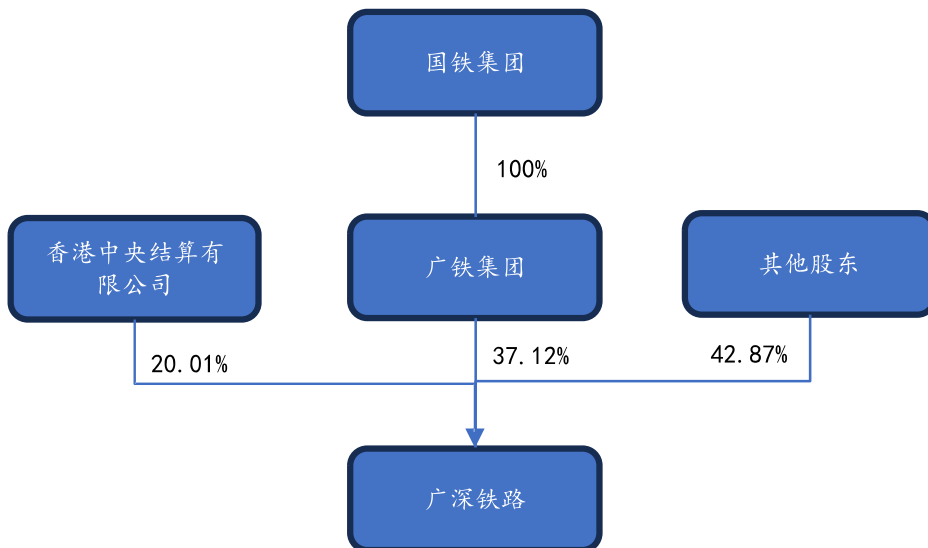 国铁集团
100%
香港中央结算有
限公司
广铁集团
其他股东
20.01%
37.12%
42.87%
广深铁路